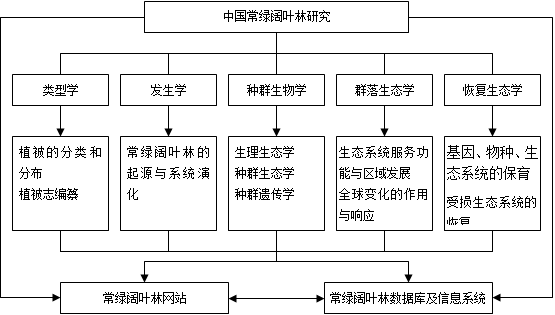 中国常绿阔叶林研究
类型学
发生学
种群生物学
群落生态学
恢复生态学
植被的分类和
分布
植被志编纂
常绿阔叶林的
起源与系统演
化
生理生态学
种群生态学
种群遗传学
生态系统服务功
能与区域发展
全球变化的作用
与响应
基因、物种、生
态系统的保育
受损生态系统的
恢复
常绿阔叶林网站
常绿阔叶林数据库及信息系统